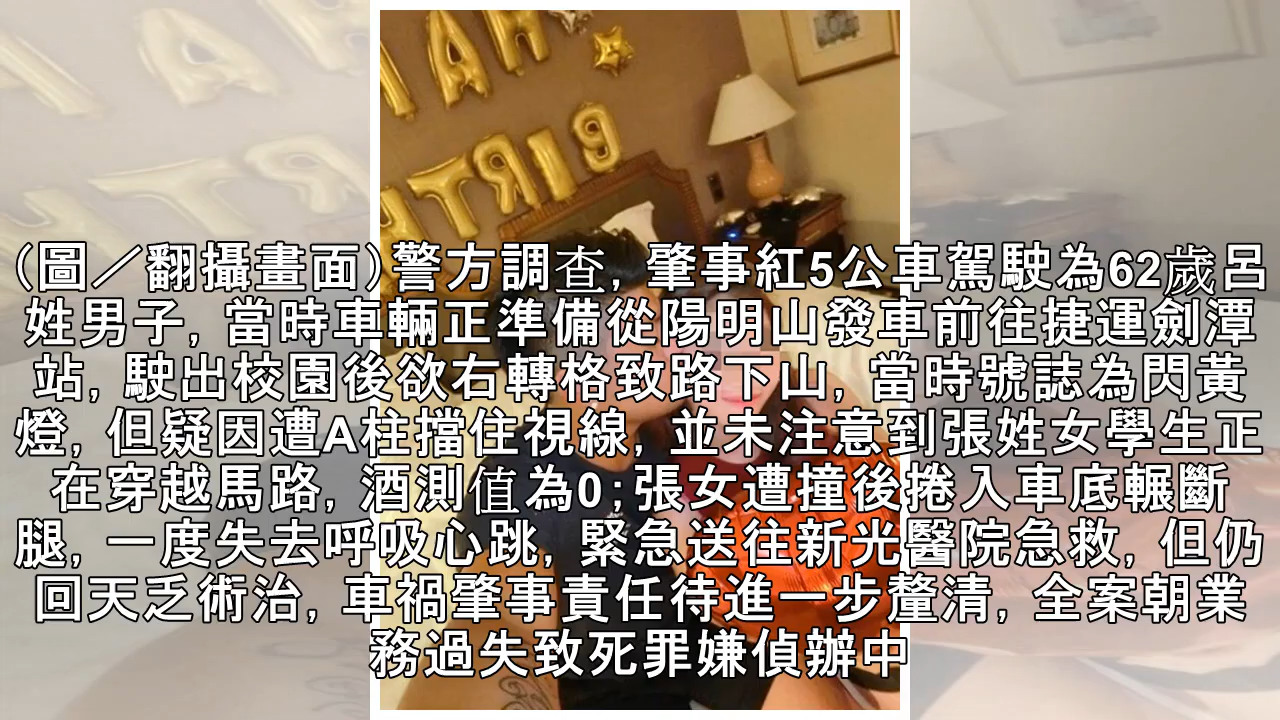 HAP
BIRTH
(圖／翻攝畫面)警方調查, 肇事紅5公車駕駛為62歲呂
姓男子, 當時車輛正準備從陽明山發車前往捷運劍潭
站, 駛出校園後欲右轉格致路下山, 當時號誌為閃黃
燈, 但疑因遭A柱擋住視線, 並未注意到張姓女學生正
在穿越馬路, 酒測值為0;張女遭撞後捲入車底輾斷
腿, 一度失去呼吸心跳, 緊急送往新光醫院急救, 但仍
回天乏術治, 車禍肇事責任待進一步釐清, 全案朝業
務過失致死罪嫌偵辦中